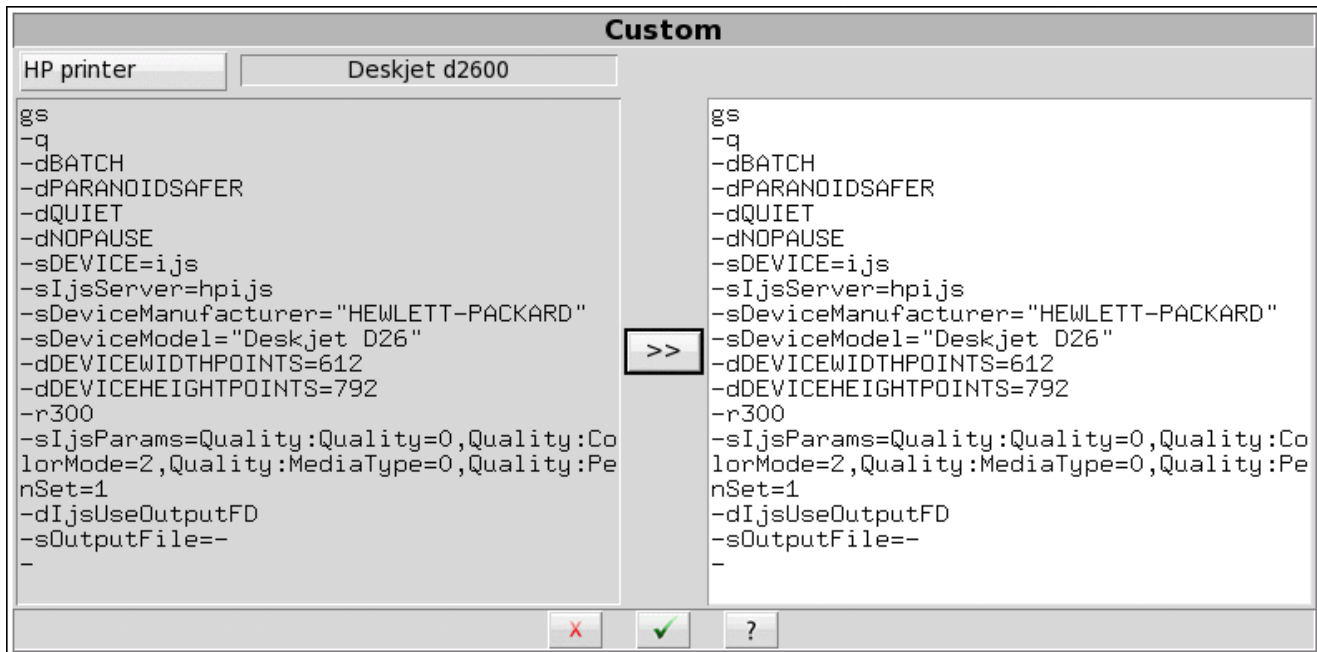 Custom
HP printer
Deskjet d2600
gs
-q
-dBATCH
-dPARANOIDSAFER
-dQUIET
-dNOPAUSE
-sDEVICE=ijs
-sIjsServer=hpijs
-sDeviceManufacturer="HEWLETT-PACKARD"
-sDeviceModel="Deskjet D26"
-dDEVICEWIDTHPOINTS=612
-dDEVICEHEIGHTPOINTS=792
-r300
-sIjsParams=Quality:Quality=0,Quality:Co
lorMode=2,Quality:MediaType=0,Quality:Pe
nSet=1
-dIjsUseOutputFD
-sOutputFile=-
-
>>
gs
-q
-dBATCH
-dPARANOIDSAFER
-dQUIET
-dNOPAUSE
-sDEVICE=ijs
-sIjsServer=hpijs
-sDeviceManufacturer="HEWLETT-PACKARD"
-sDeviceModel="Deskjet D26"
-dDEVICEWIDTHPOINTS=612
-dDEVICEHEIGHTPOINTS=792
-r300
-sIjsParams=Quality:Quality=0,Quality:Co
lorMode=2,Quality:MediaType=0,Quality:Pe
nSet=1
-dIjsUseOutputFD
-sOutputFile=-
-
X
?